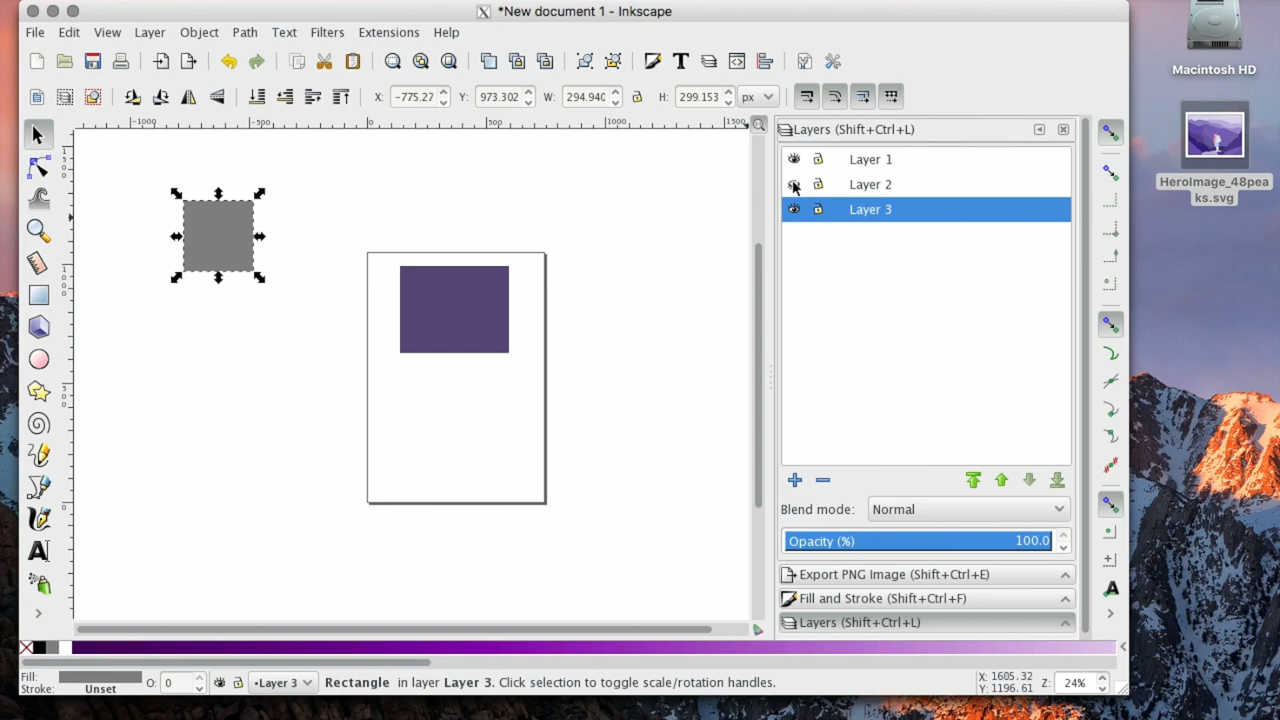 *New document 1 - Inkscape
File Edit View Layer Object Path Text Filters Extensions Help
X: -775.27 Y: 973.302 W: 294.940 H: 299.153 px
Macintosh HD
HeroImage_48pea
ks.svg
-1000 -500 0 500 1000 1500
Layers (Shift+Ctrl+L)
Layer 1
Layer 2
Layer 3
Blend mode: Normal
Opacity (%) 100.0
Export PNG Image (Shift+Ctrl+E)
Fill and Stroke (Shift+Ctrl+F)
Layers (Shift+Ctrl+L)
Fill:
Stroke: Unset O: 0 •Layer 3 Rectangle in layer Layer 3. Click selection to toggle scale/rotation handles.
X: 1605.32
Y: 1196.61 Z: 24%